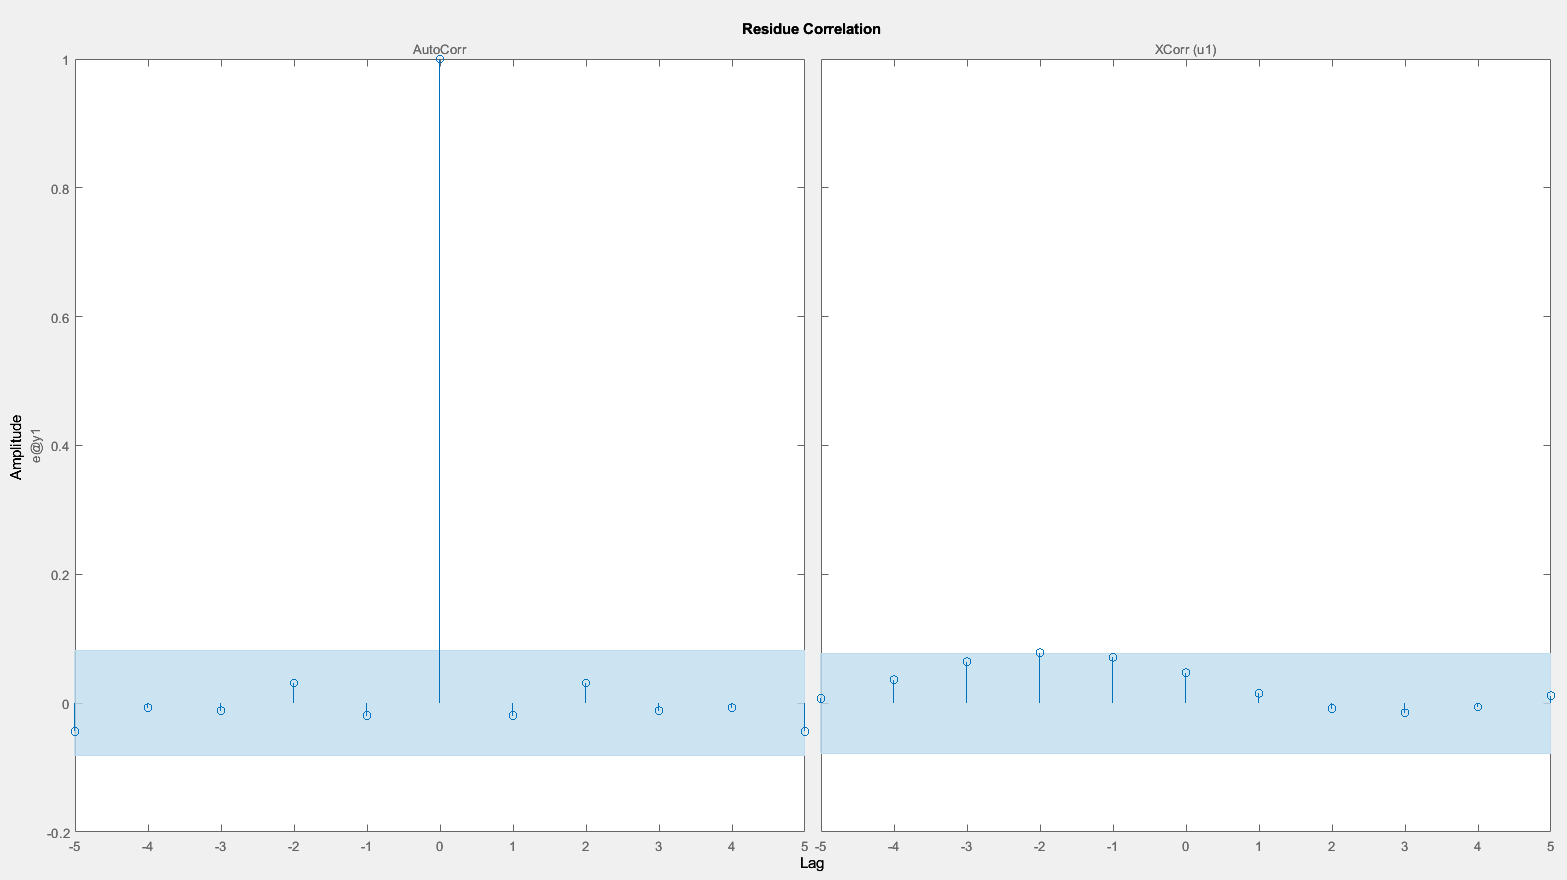 Residue Correlation
AutoCorr
XCorr (u1)
1
0.8
0.6
0.4
0.2
0
-0.2
Amplitude
e@y1
-5 -4 -3 -2 -1 0 1 2 3 4 5
-5 -4 -3 -2 -1 0 1 2 3 4 5
Lag